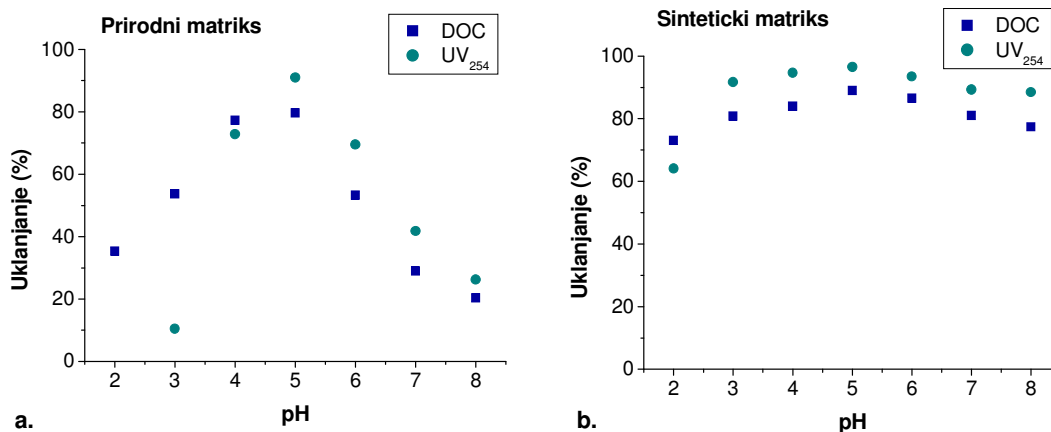 Prirodni matriks
DOC
UV254
Uklanjanje (%)
100
80
60
40
20
0
2 3 4 5 6 7 8
pH
a.
Sinteticki matriks
DOC
UV254
Uklanjanje (%)
100
80
60
40
20
0
2 3 4 5 6 7 8
pH
b.